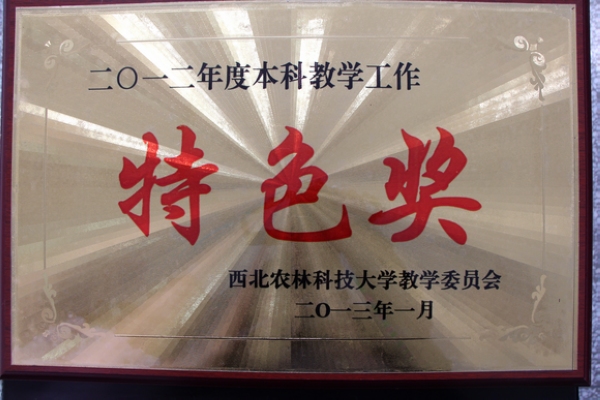 二〇一二年度本科教学工作
特色奖
西北农林科技大学教学委员会
二〇一三年一月